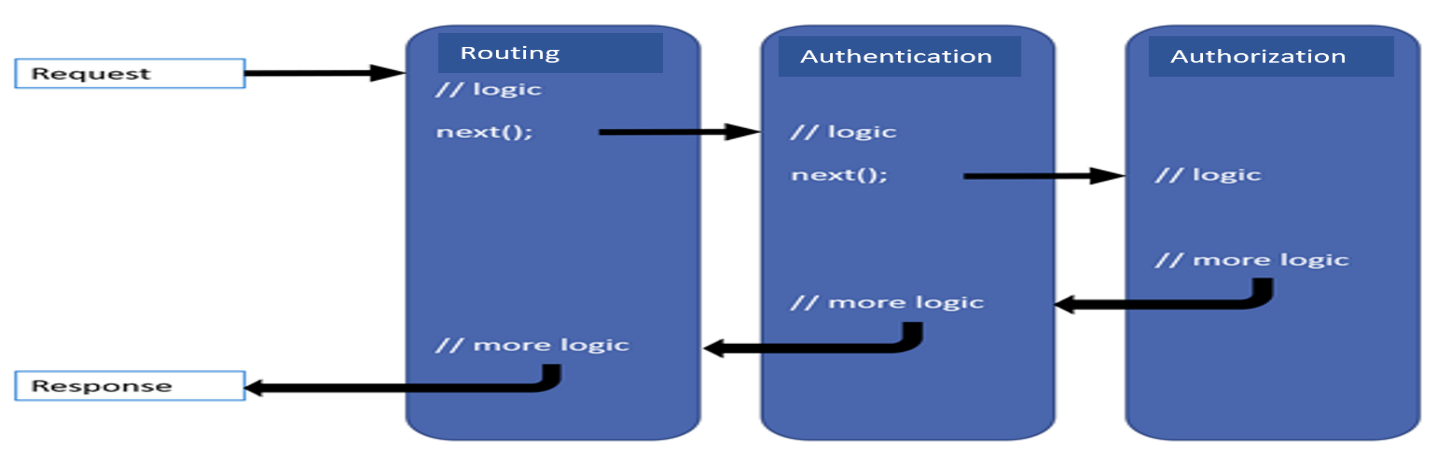 Request
Routing
// logic
next();
// more logic
Authentication
// logic
next();
// more logic
Authorization
// logic
// more logic
Response